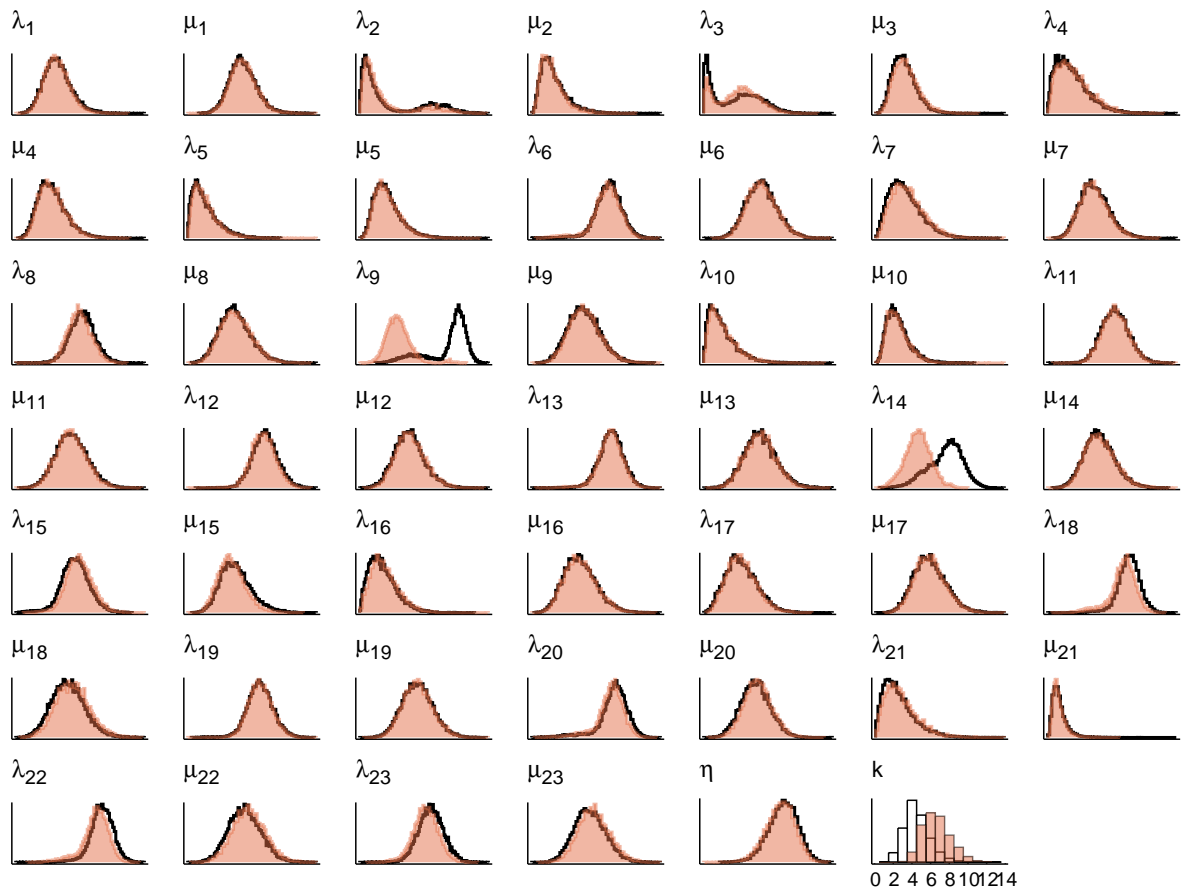 λ1 μ1 λ2 μ2 λ3 μ3 λ4
μ4 λ5 μ5 λ6 μ6 λ7 μ7
λ8 μ8 λ9 μ9 λ10 μ10 λ11
μ11 λ12 μ12 λ13 μ13 λ14 μ14
λ15 μ15 λ16 μ16 λ17 μ17 λ18
μ18 λ19 μ19 λ20 μ20 λ21 μ21
λ22 μ22 λ23 μ23 η k
0 2 4 6 8 10 12 14